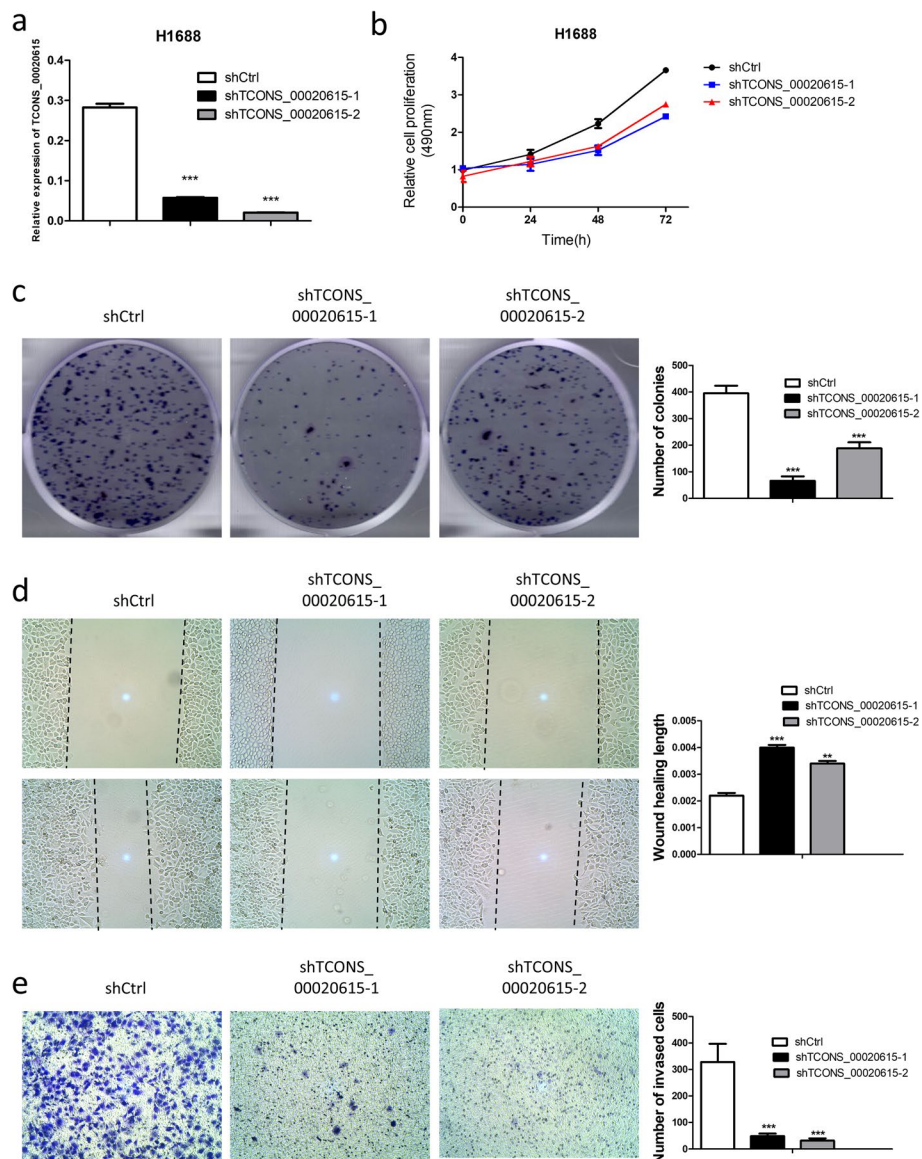 a
H1688
Relative expression of TCONS_00020615
0.4
0.3
0.2
0.1
0.0
***
***
shCtrl
shTCONS_00020615-1
shTCONS_00020615-2
b
H1688
Relative cell proliferation
(490nm)
4
3
2
1
0
0
24
48
72
Time(h)
shCtrl
shTCONS_00020615-1
shTCONS_00020615-2
c
shCtrl
shTCONS_
00020615-1
shTCONS_
00020615-2
Number of colonies
500
400
300
200
100
0
***
***
shCtrl
shTCONS_00020615-1
shTCONS_00020615-2
d
shCtrl
shTCONS_
00020615-1
shTCONS_
00020615-2
Wound healing length
0.005
0.004
0.003
0.002
0.001
0.000
***
**
shCtrl
shTCONS_00020615-1
shTCONS_00020615-2
e
shCtrl
shTCONS_
00020615-1
shTCONS_
00020615-2
Number of invased cells
500
400
300
200
100
0
***
***
shCtrl
shTCONS_00020615-1
shTCONS_00020615-2